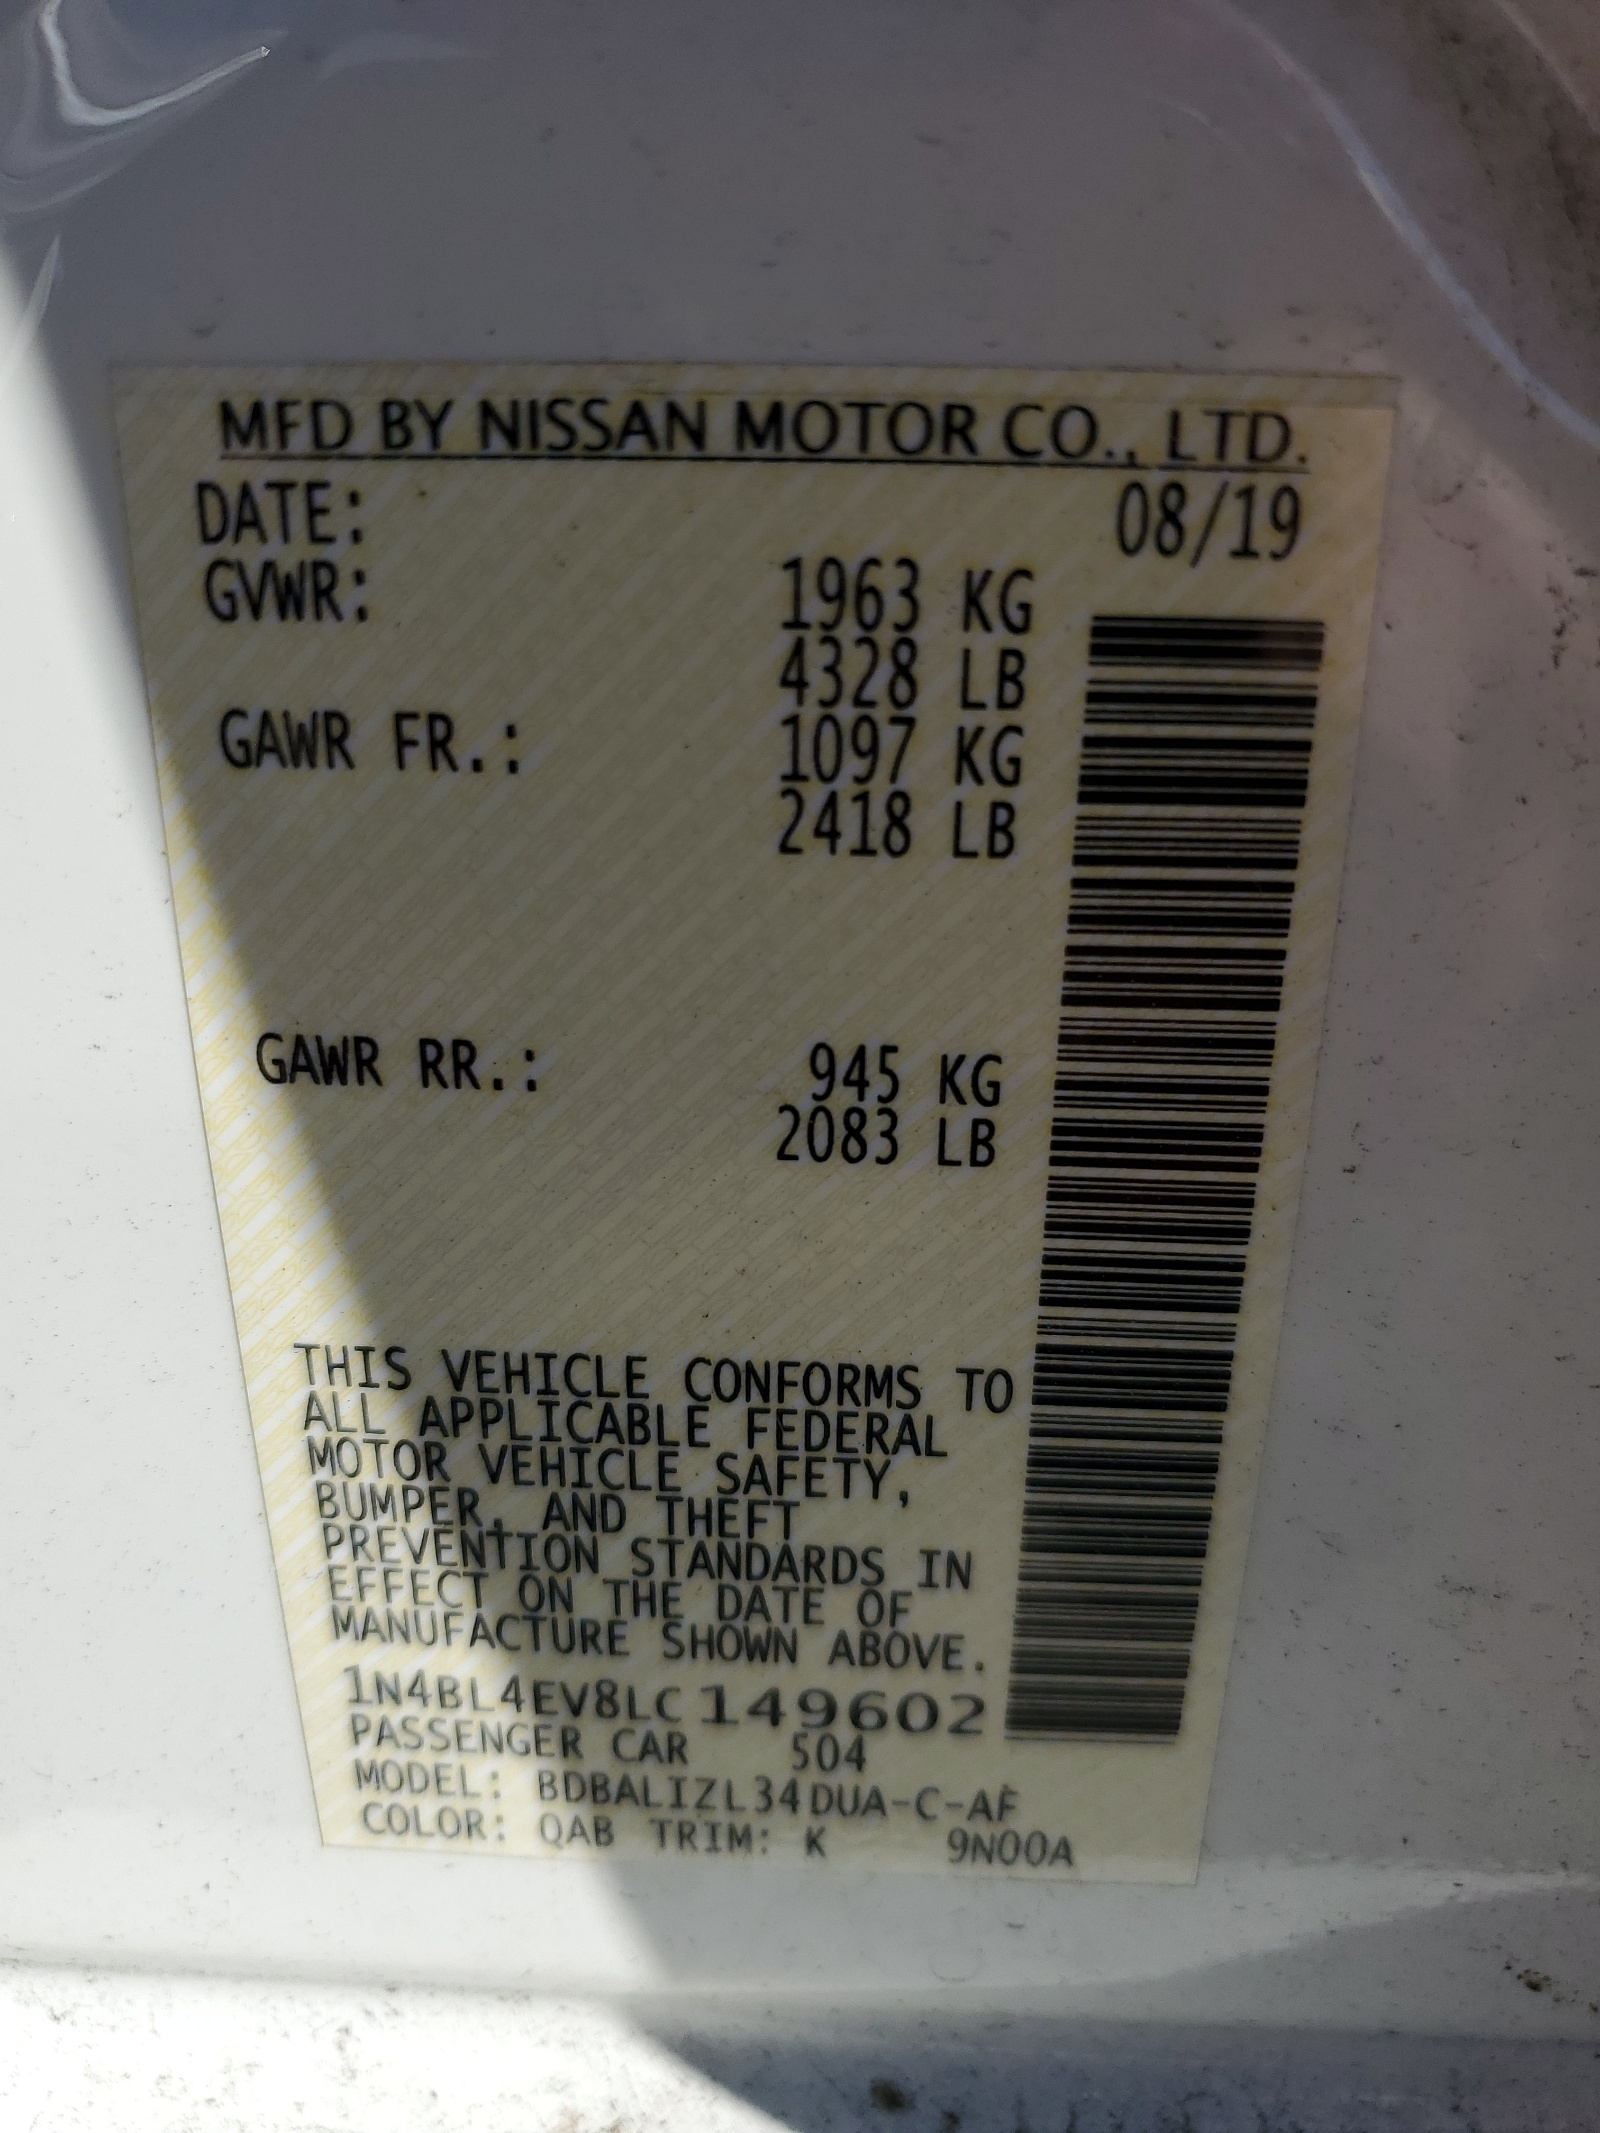 MFD BY NISSAN MOTOR CO., LTD.
DATE: 08/19
GVWR: 1963 KG
4328 LB
GAWR FR.: 1097 KG
2418 LB
GAWR RR.: 945 KG
2083 LB
THIS VEHICLE CONFORMS TO
ALL APPLICABLE FEDERAL
MOTOR VEHICLE SAFETY,
BUMPER, AND THEFT
PREVENTION STANDARDS IN
EFFECT ON THE DATE OF
MANUFACTURE SHOWN ABOVE.
1N4BL4EV8LC149602
PASSENGER CAR 504
MODEL: BDBALIZL34DUA-C-AF
COLOR: QAB TRIM: K 9N00A